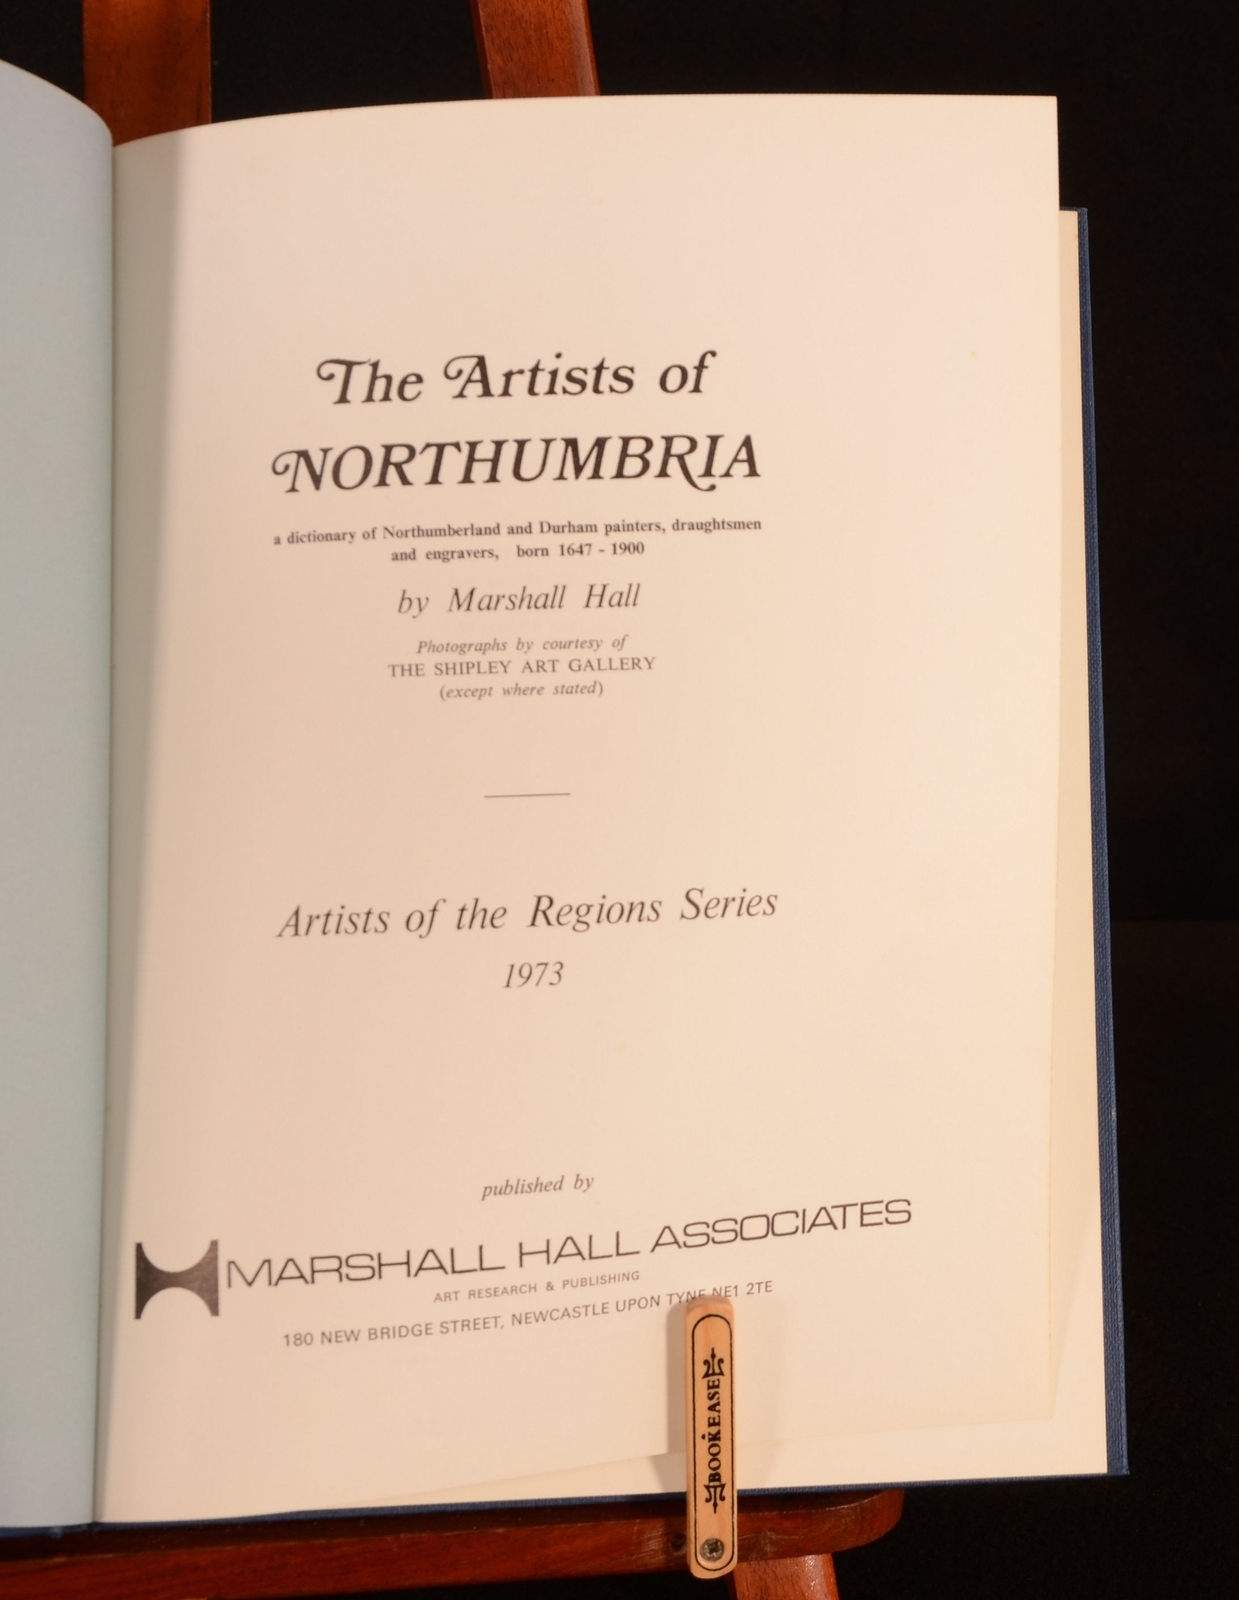 The Artists of
NORTHUMBRIA
a dictionary of Northumberland and Durham painters, draughtsmen
and engravers, born 1647 - 1900
by Marshall Hall
Photographs by courtesy of
THE SHIPLEY ART GALLERY
(except where stated)
Artists of the Regions Series
1973
published by
MARSHALL HALL ASSOCIATES
ART RESEARCH & PUBLISHING
180 NEW BRIDGE STREET, NEWCASTLE UPON TYNE NE1 2TE
BOOKEASE